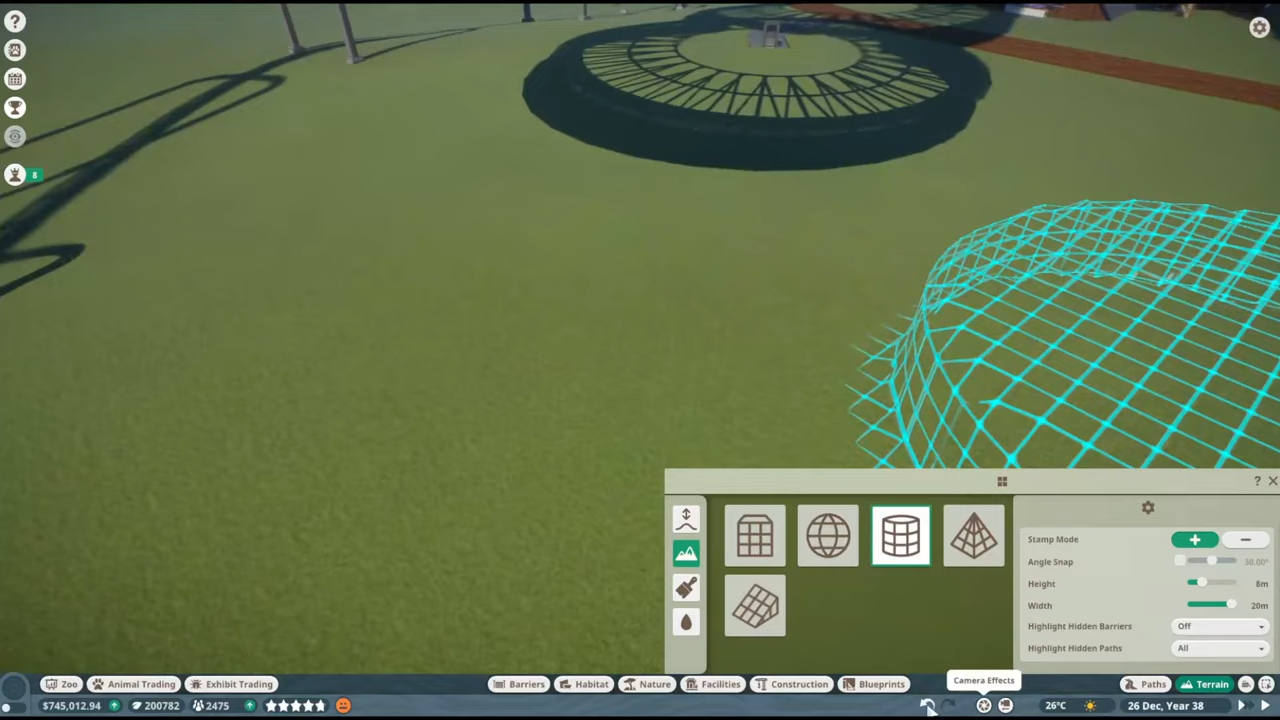 ?
8
? ×
Stamp Mode + −
Angle Snap 30.00°
Height 8m
Width 20m
Highlight Hidden Barriers Off
Highlight Hidden Paths All
Camera Effects
Zoo Animal Trading Exhibit Trading Barriers Habitat Nature Facilities Construction Blueprints Paths Terrain
$745,012.94 200782 2475 26°C 26 Dec, Year 38